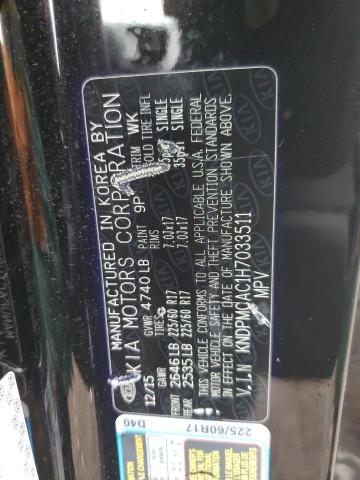 MANUFACTURED IN KOREA BY
KIA MOTORS CORPORATION
12/15 GVWR 4740LB PAINT 9P TRIM WK
GAWR TIRES RIMS COLD TIRE INFL
FRONT 2646LB 225/60 R17 7.0JX17 SINGLE
REAR 2535LB 225/60 R17 7.0JX17 SINGLE
THIS VEHICLE CONFORMS TO ALL APPLICABLE U.S.A. FEDERAL
MOTOR VEHICLE SAFETY AND THEFT PREVENTION STANDARDS
IN EFFECT ON THE DATE OF MANUFACTURE SHOWN ABOVE.
V.I.N KNDPMCAC1H7033511
MPV
D40
225/60R17